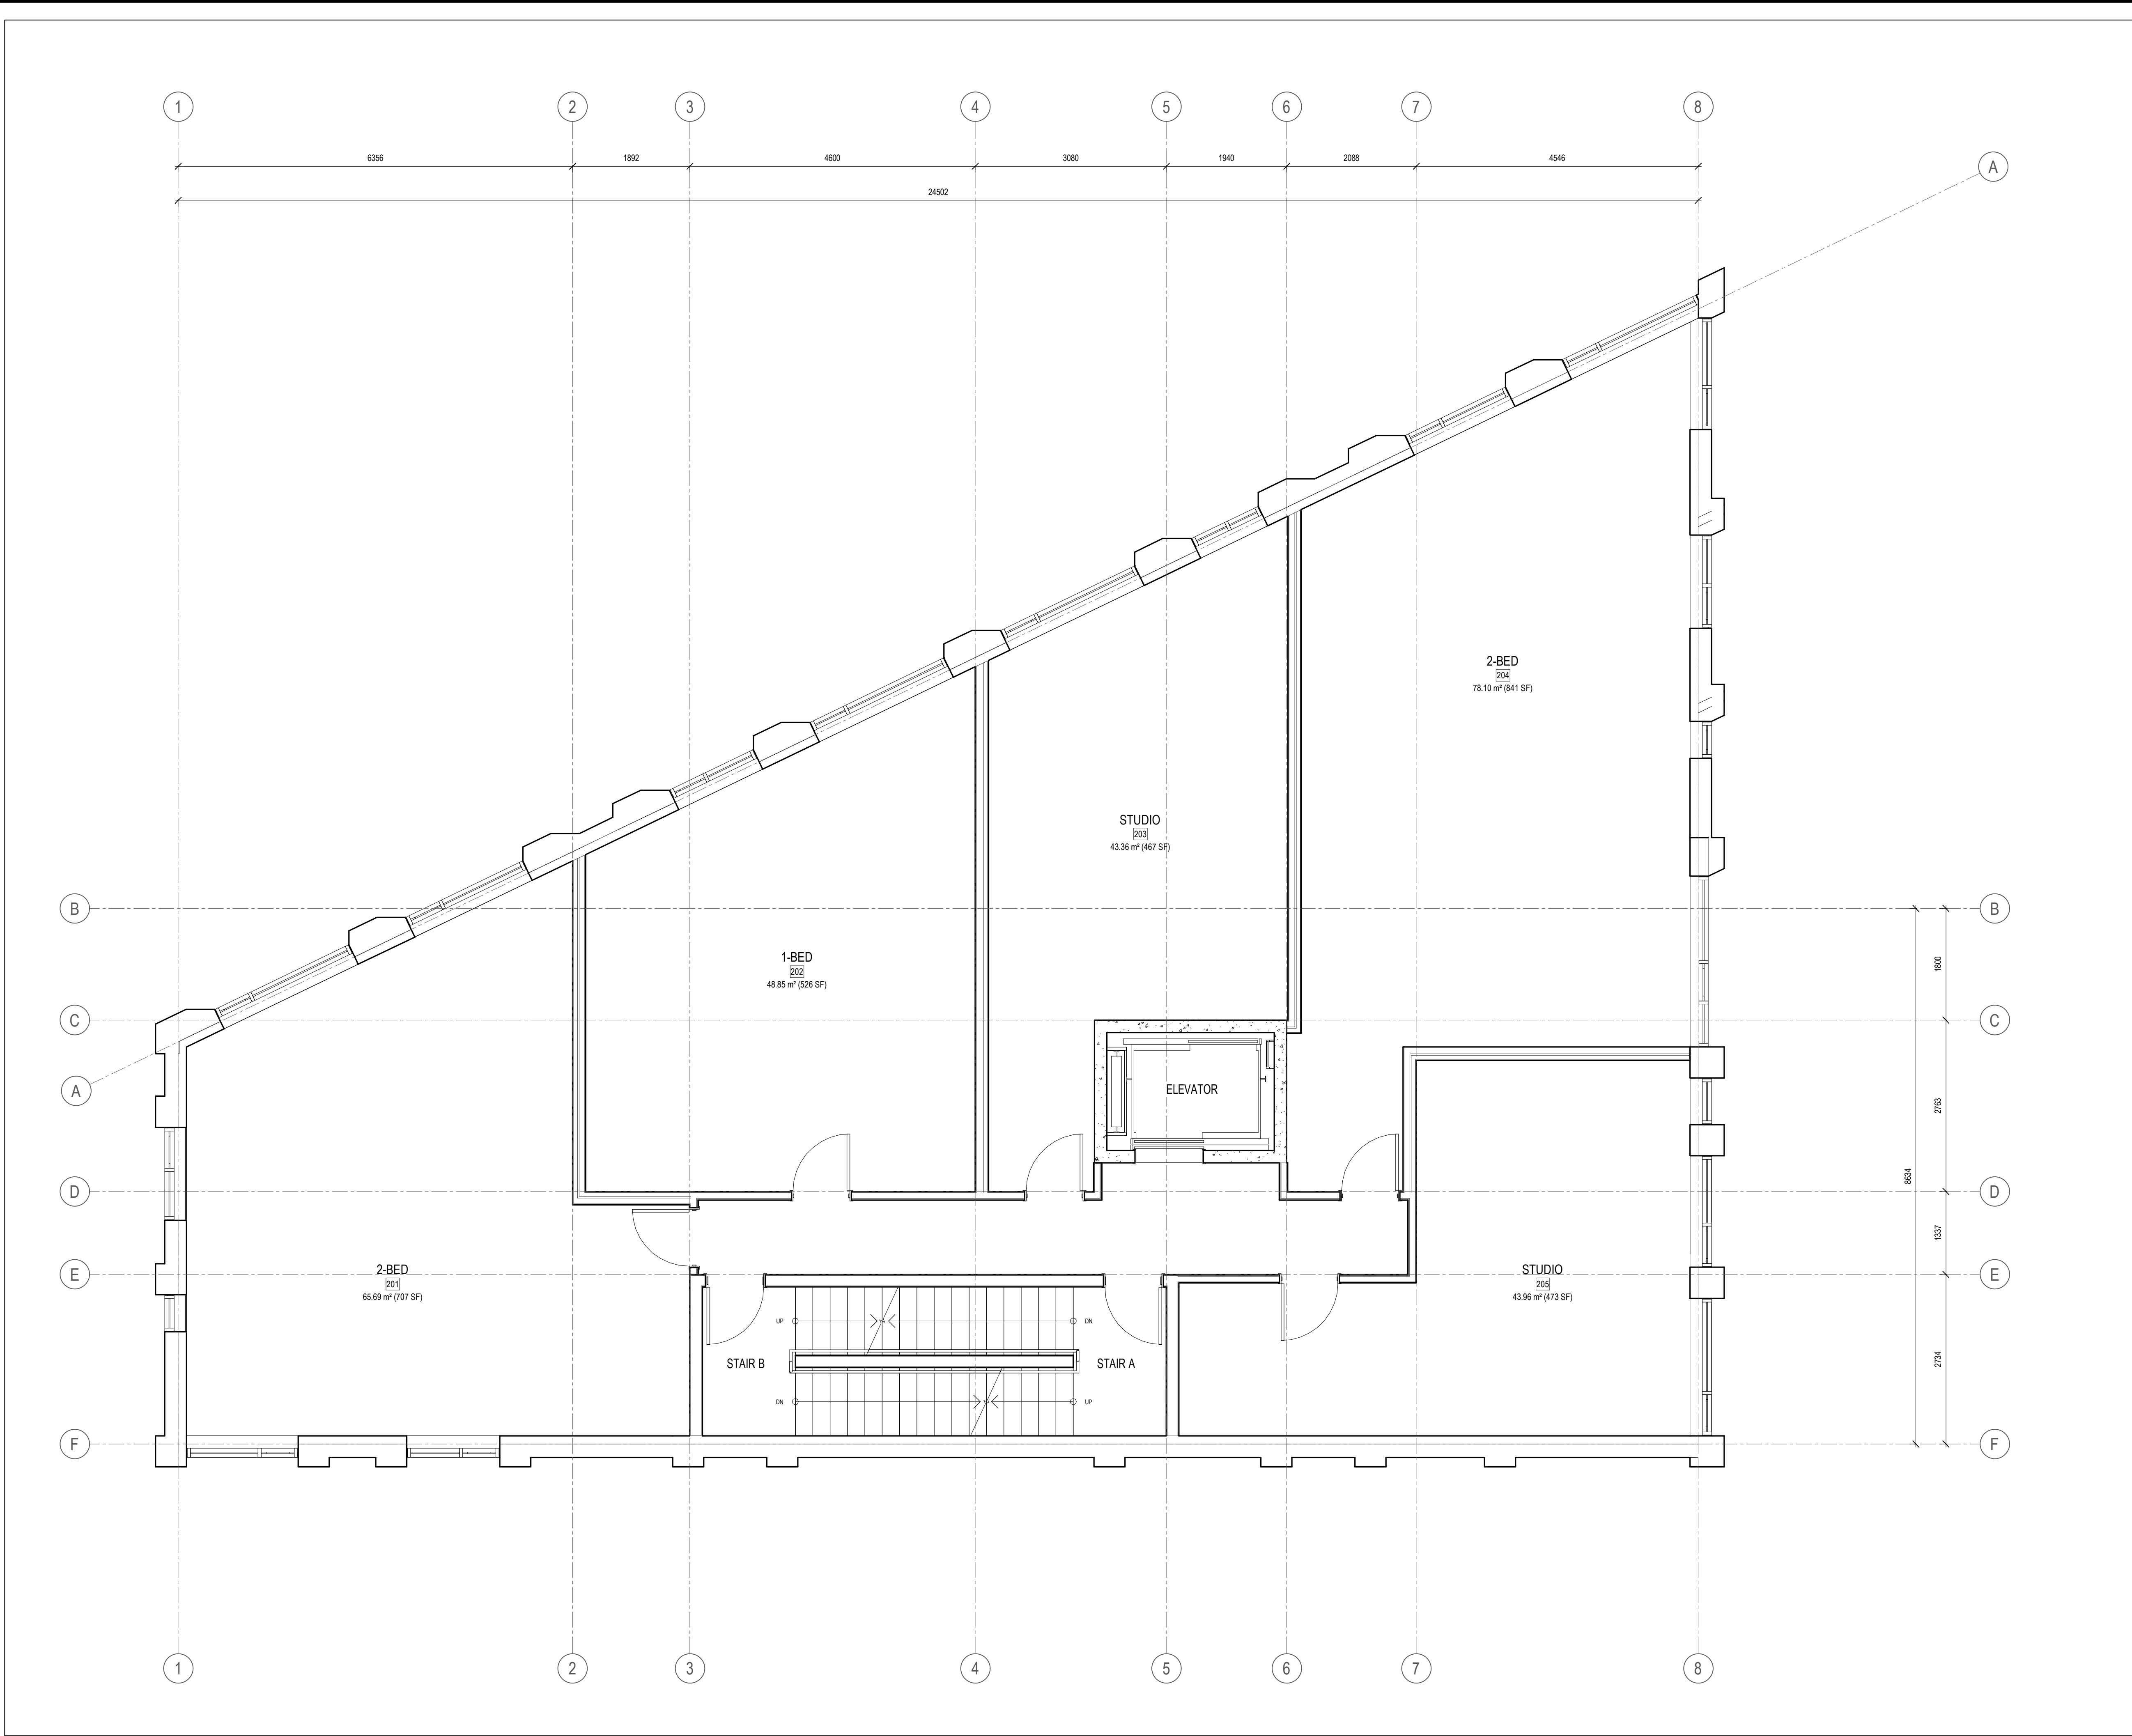 1 2 3 4 5 6 7 8
6356 1892 4600 3080 1940 2088 4546
24502
A
2-BED
204
78.10 m² (841 SF)
STUDIO
203
43.36 m² (467 SF)
B B
1-BED
202
48.85 m² (526 SF)
1800
C C
A
ELEVATOR
2763
8634
D D
1337
E E
2-BED
201
65.69 m² (707 SF)
STUDIO
205
43.96 m² (473 SF)
UP DN
STAIR B STAIR A
2734
DN UP
F F
1 2 3 4 5 6 7 8